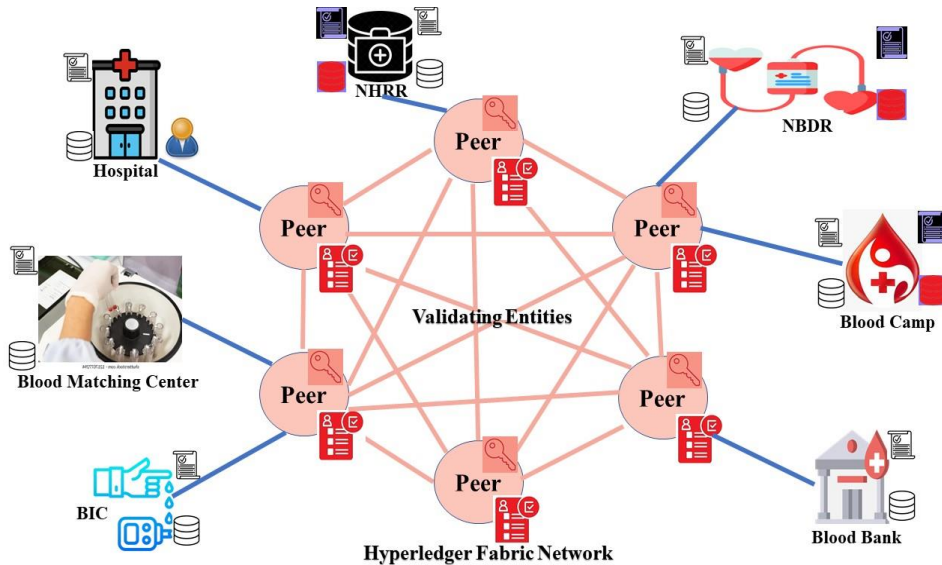 NHRR
NBDR
Hospital
Peer
Peer
Peer
Blood Camp
Validating Entities
Blood Matching Center
Peer
Peer
BIC
Peer
Blood Bank
Hyperledger Fabric Network